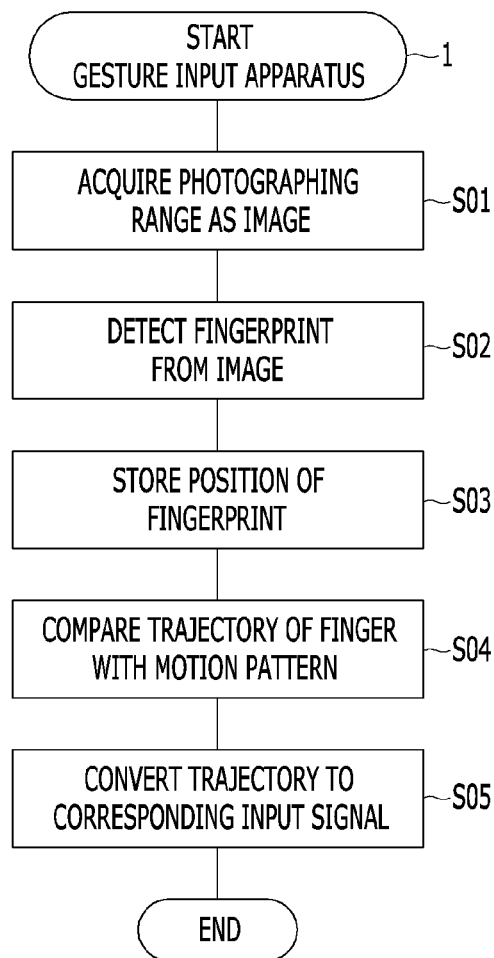 START
GESTURE INPUT APPARATUS
1
ACQUIRE PHOTOGRAPHING
RANGE AS IMAGE
S01
DETECT FINGERPRINT
FROM IMAGE
S02
STORE POSITION OF
FINGERPRINT
S03
COMPARE TRAJECTORY OF FINGER
WITH MOTION PATTERN
S04
CONVERT TRAJECTORY TO
CORRESPONDING INPUT SIGNAL
S05
END